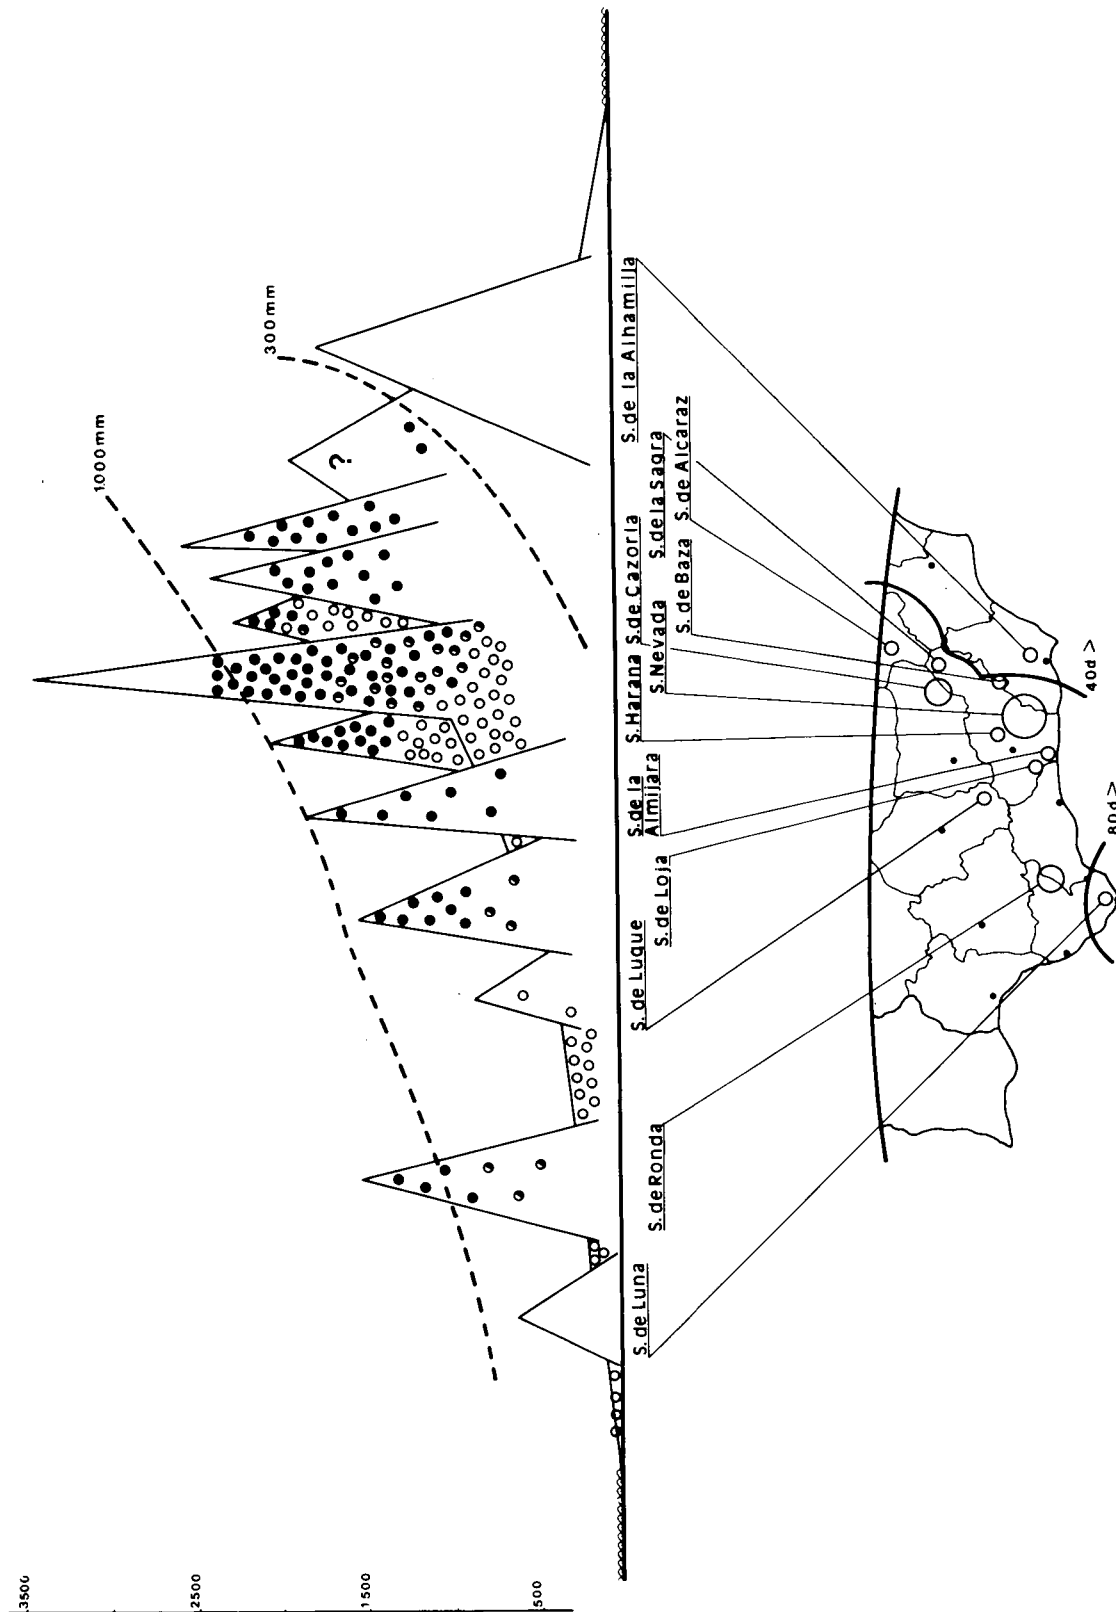 3500
2500
1500
500
1000mm
300mm
?
S. de Luna
S. de Ronda
S. de Luque
S. de Loja
S. de la
Almijara
S. Harana
S. Nevada
S. de Cazorla
S. de Baza
S. de la Sagra
S. de Alcaraz
S. de la Alhamilla
80d >
40d >